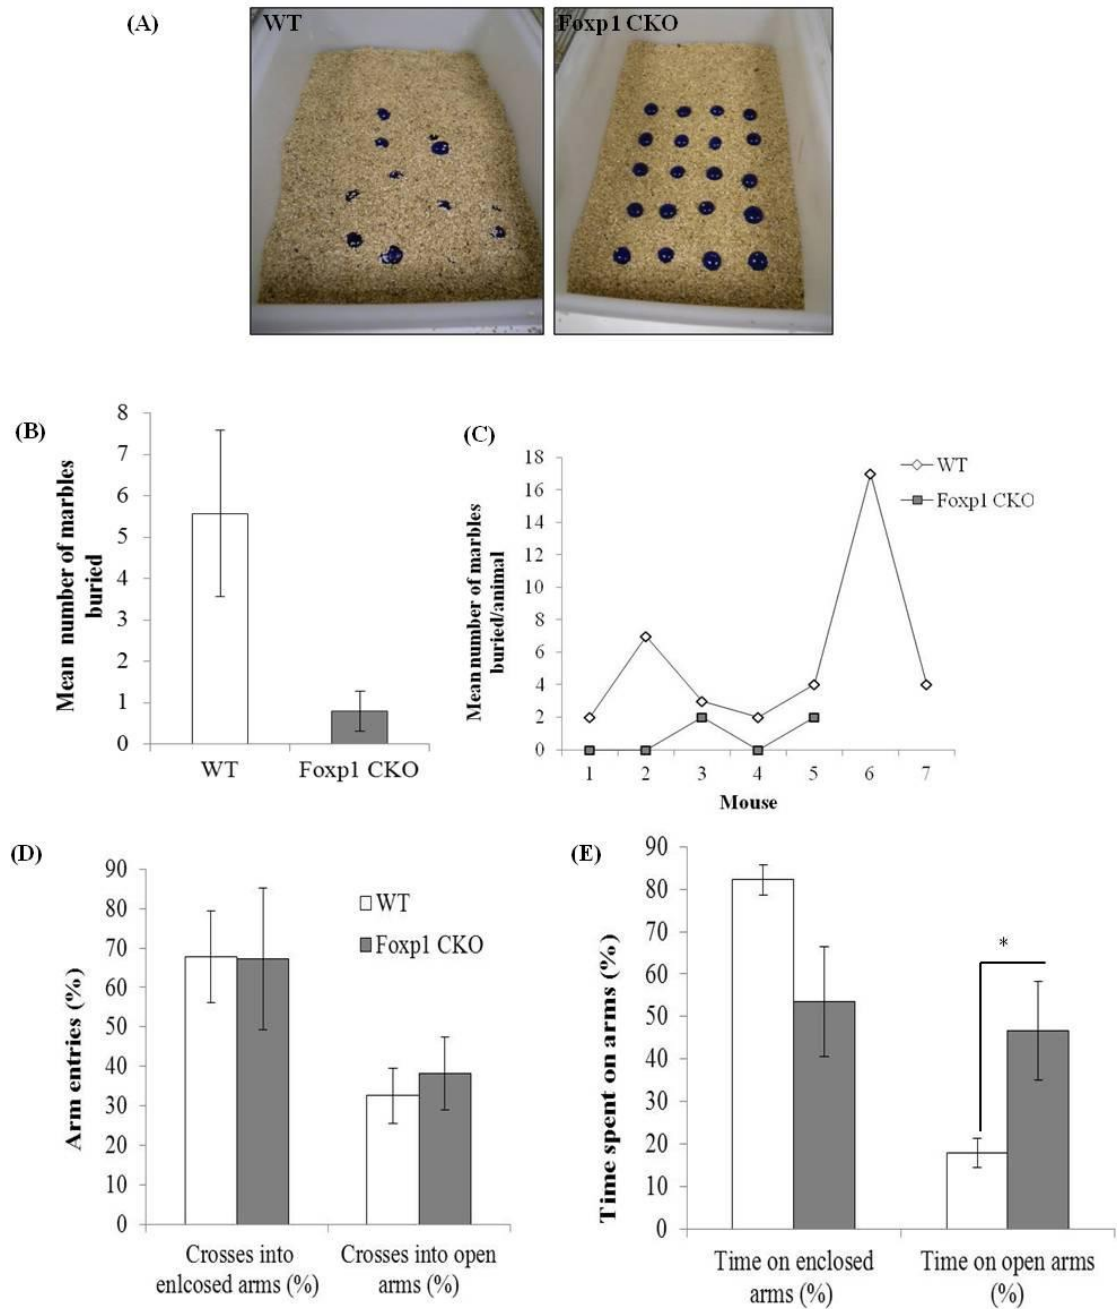 (A)
WT
Foxp1 CKO
(B)
Mean number of marbles
buried
8
7
6
5
4
3
2
1
0
WT
Foxp1 CKO
(C)
Mean number of marbles
buried/animal
18
16
14
12
10
8
6
4
2
0
1
2
3
4
5
6
7
Mouse
WT
Foxp1 CKO
(D)
Arm entries (%)
90
80
70
60
50
40
30
20
10
0
WT
Foxp1 CKO
Crosses into
enlcosed arms (%)
Crosses into open
arms (%)
(E)
Time spent on arms (%)
90
80
70
60
50
40
30
20
10
0
*
Time on enclosed
arms (%)
Time on open arms
(%)